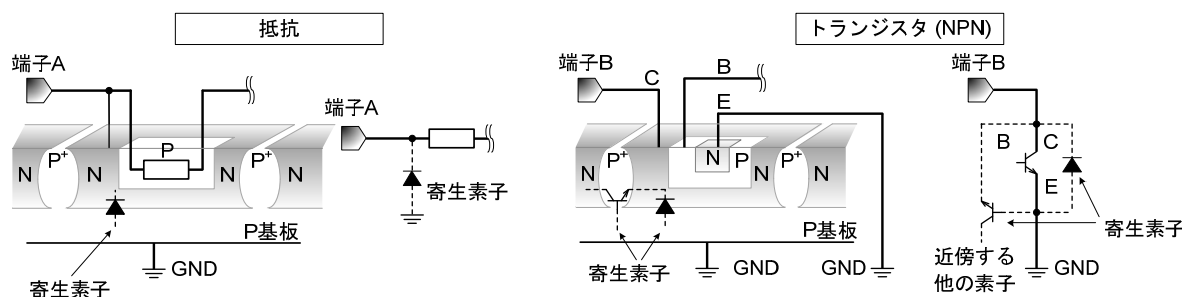 抵抗
端子A
P
N
P+
N
N
P+
N
寄生素子
P基板
GND
端子A
寄生素子
トランジスタ (NPN)
端子B
C
B
E
N
P+
N
N
P
N
P+
N
P基板
寄生素子
GND
GND
端子B
B
C
E
寄生素子
近傍する
他の素子
GND